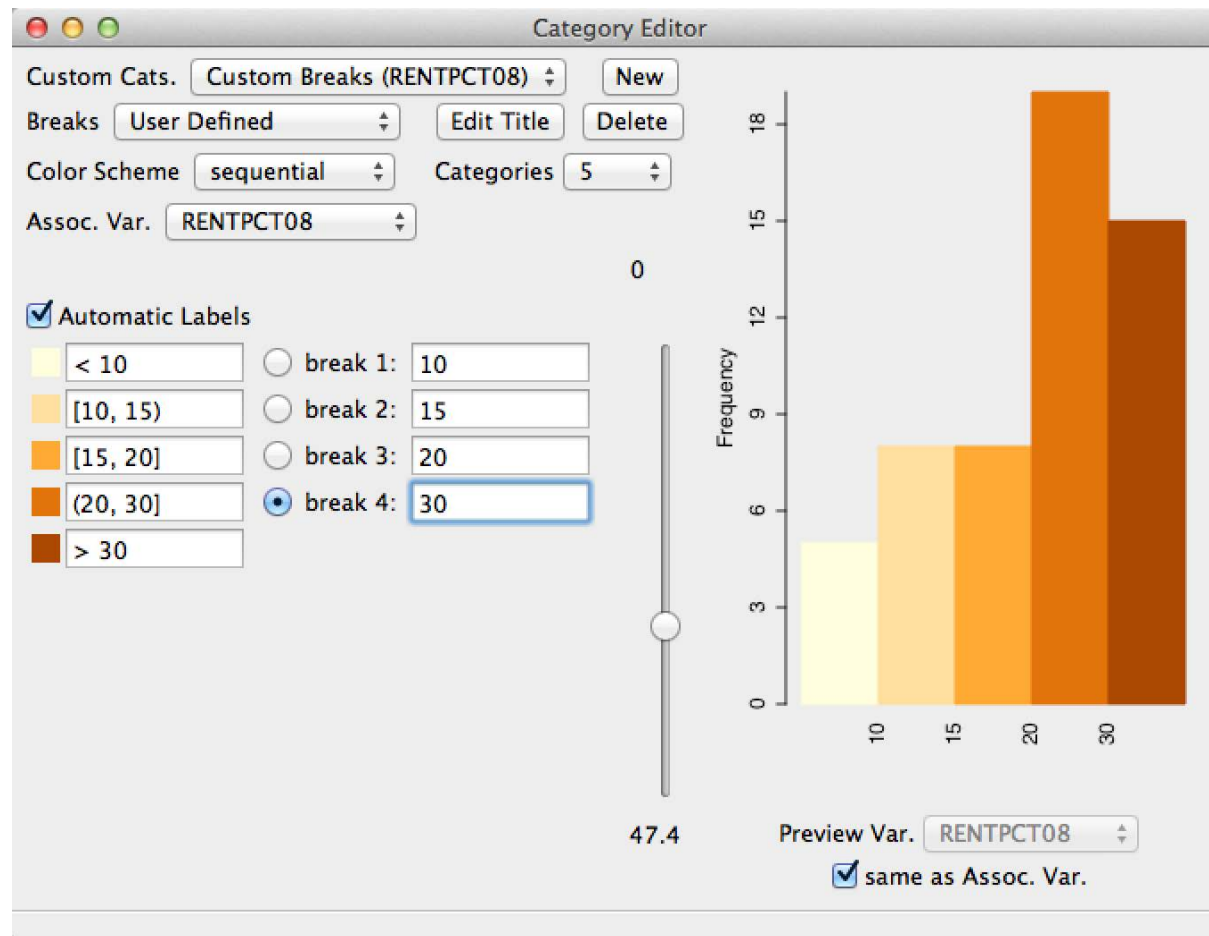 Category Editor
Custom Cats. Custom Breaks (RENTPCT08) New
Breaks User Defined Edit Title Delete
Color Scheme sequential Categories 5
Assoc. Var. RENTPCT08
0
Automatic Labels
< 10 break 1: 10
[10, 15) break 2: 15
[15, 20] break 3: 20
(20, 30] break 4: 30
> 30
47.4
Frequency
18
15
12
9
6
3
0
10 15 20 30
Preview Var. RENTPCT08
same as Assoc. Var.